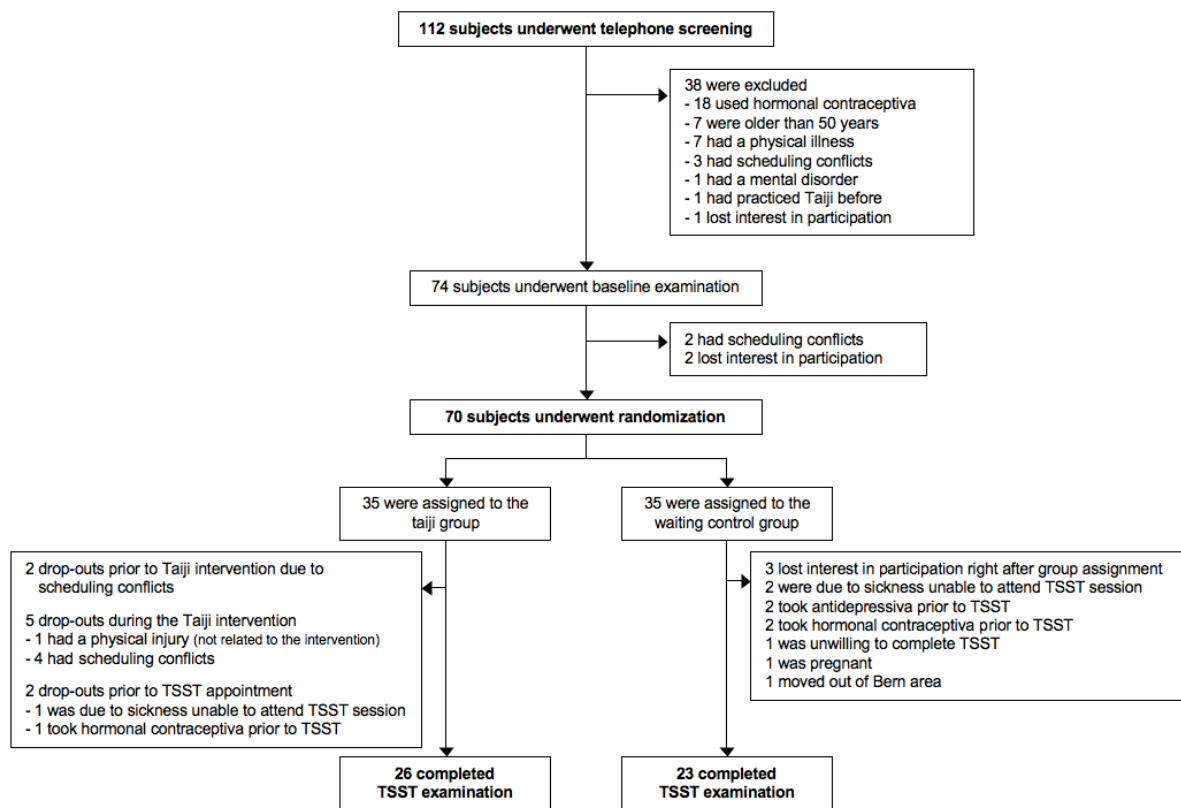 112 subjects underwent telephone screening
38 were excluded
- 18 used hormonal contraceptiva
- 7 were older than 50 years
- 7 had a physical illness
- 3 had scheduling conflicts
- 1 had a mental disorder
- 1 had practiced Taiji before
- 1 lost interest in participation
74 subjects underwent baseline examination
2 had scheduling conflicts
2 lost interest in participation
70 subjects underwent randomization
35 were assigned to the
taiji group
35 were assigned to the
waiting control group
2 drop-outs prior to Taiji intervention due to
scheduling conflicts
5 drop-outs during the Taiji intervention
- 1 had a physical injury (not related to the intervention)
- 4 had scheduling conflicts
2 drop-outs prior to TSST appointment
- 1 was due to sickness unable to attend TSST session
- 1 took hormonal contraceptiva prior to TSST
3 lost interest in participation right after group assignment
2 were due to sickness unable to attend TSST session
2 took antidepressiva prior to TSST
2 took hormonal contraceptiva prior to TSST
1 was unwilling to complete TSST
1 was pregnant
1 moved out of Bern area
26 completed
TSST examination
23 completed
TSST examination